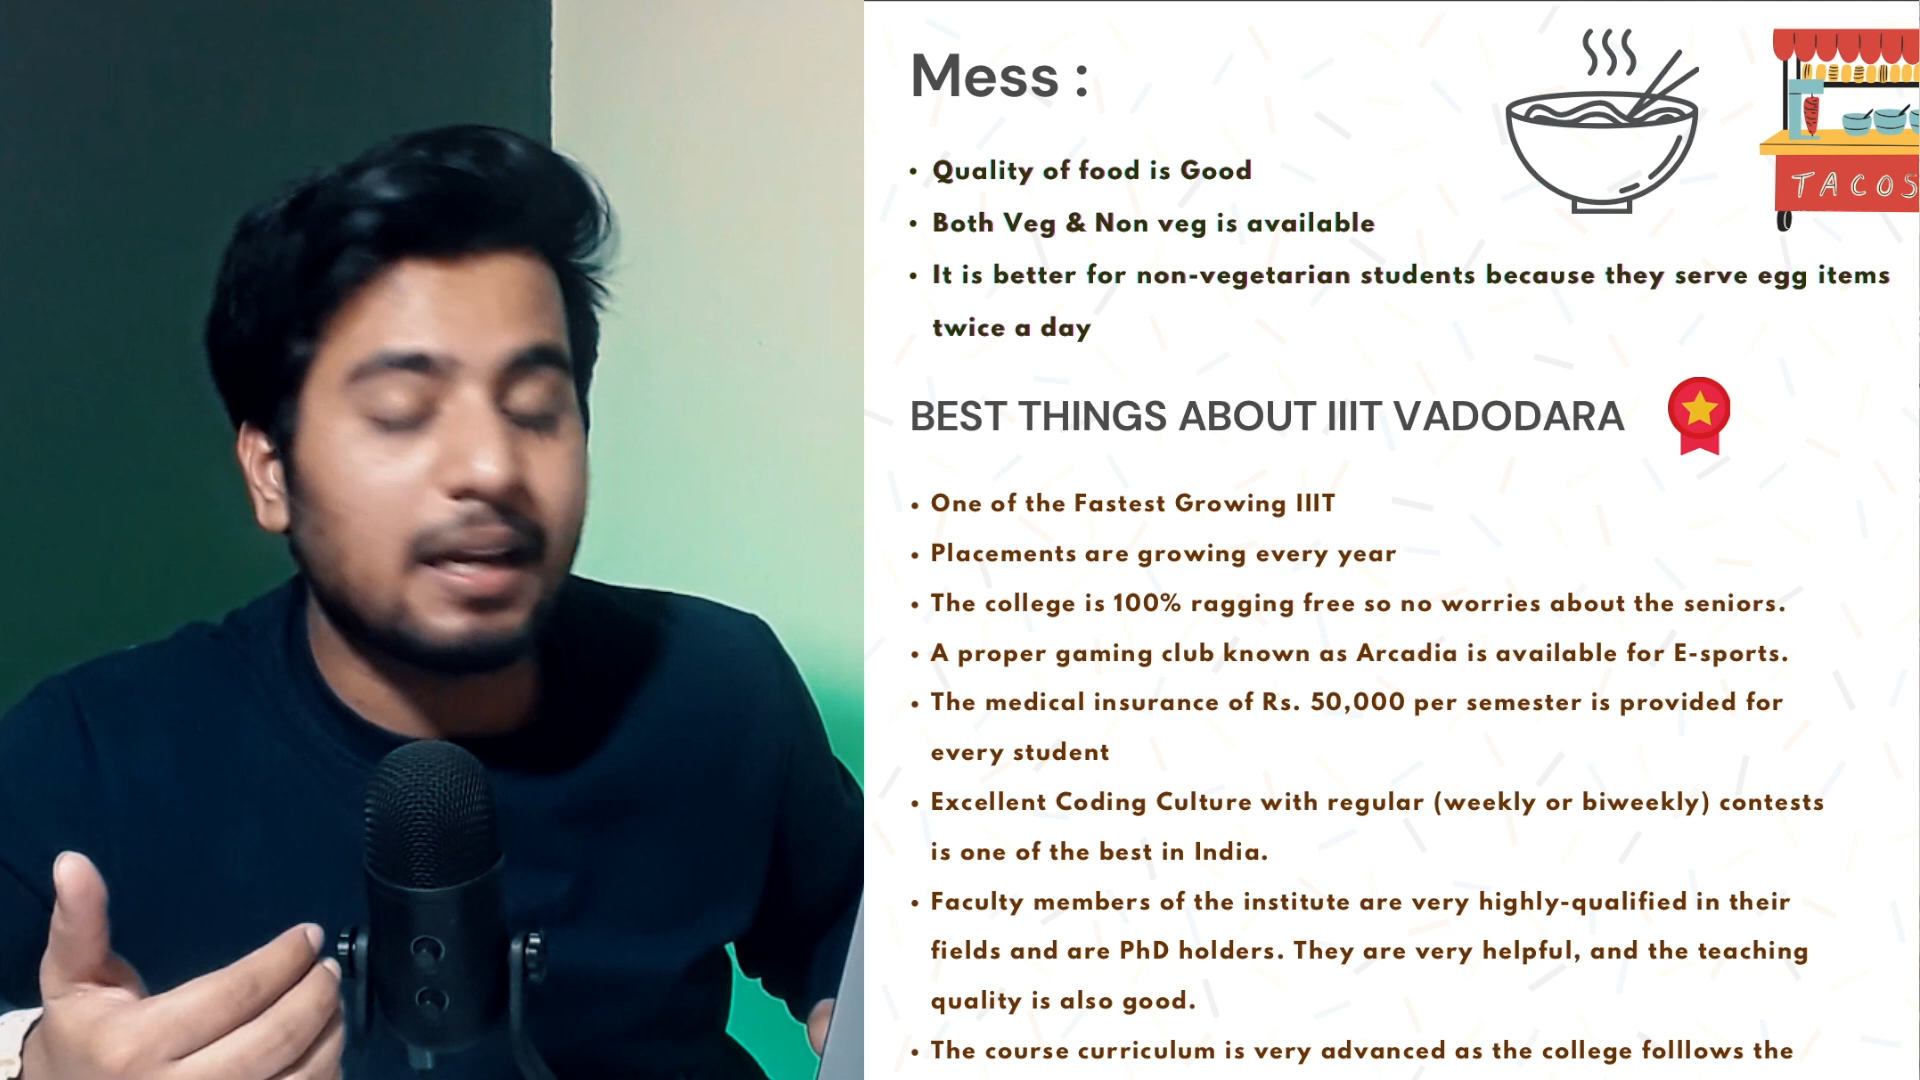 Mess :
TACOS
• Quality of food is Good
• Both Veg & Non veg is available
• It is better for non-vegetarian students because they serve egg items
twice a day
BEST THINGS ABOUT IIIT VADODARA
• One of the Fastest Growing IIIT
• Placements are growing every year
• The college is 100% ragging free so no worries about the seniors.
• A proper gaming club known as Arcadia is available for E-sports.
• The medical insurance of Rs. 50,000 per semester is provided for
every student
• Excellent Coding Culture with regular (weekly or biweekly) contests
is one of the best in India.
• Faculty members of the institute are very highly-qualified in their
fields and are PhD holders. They are very helpful, and the teaching
quality is also good.
• The course curriculum is very advanced as the college folllows the